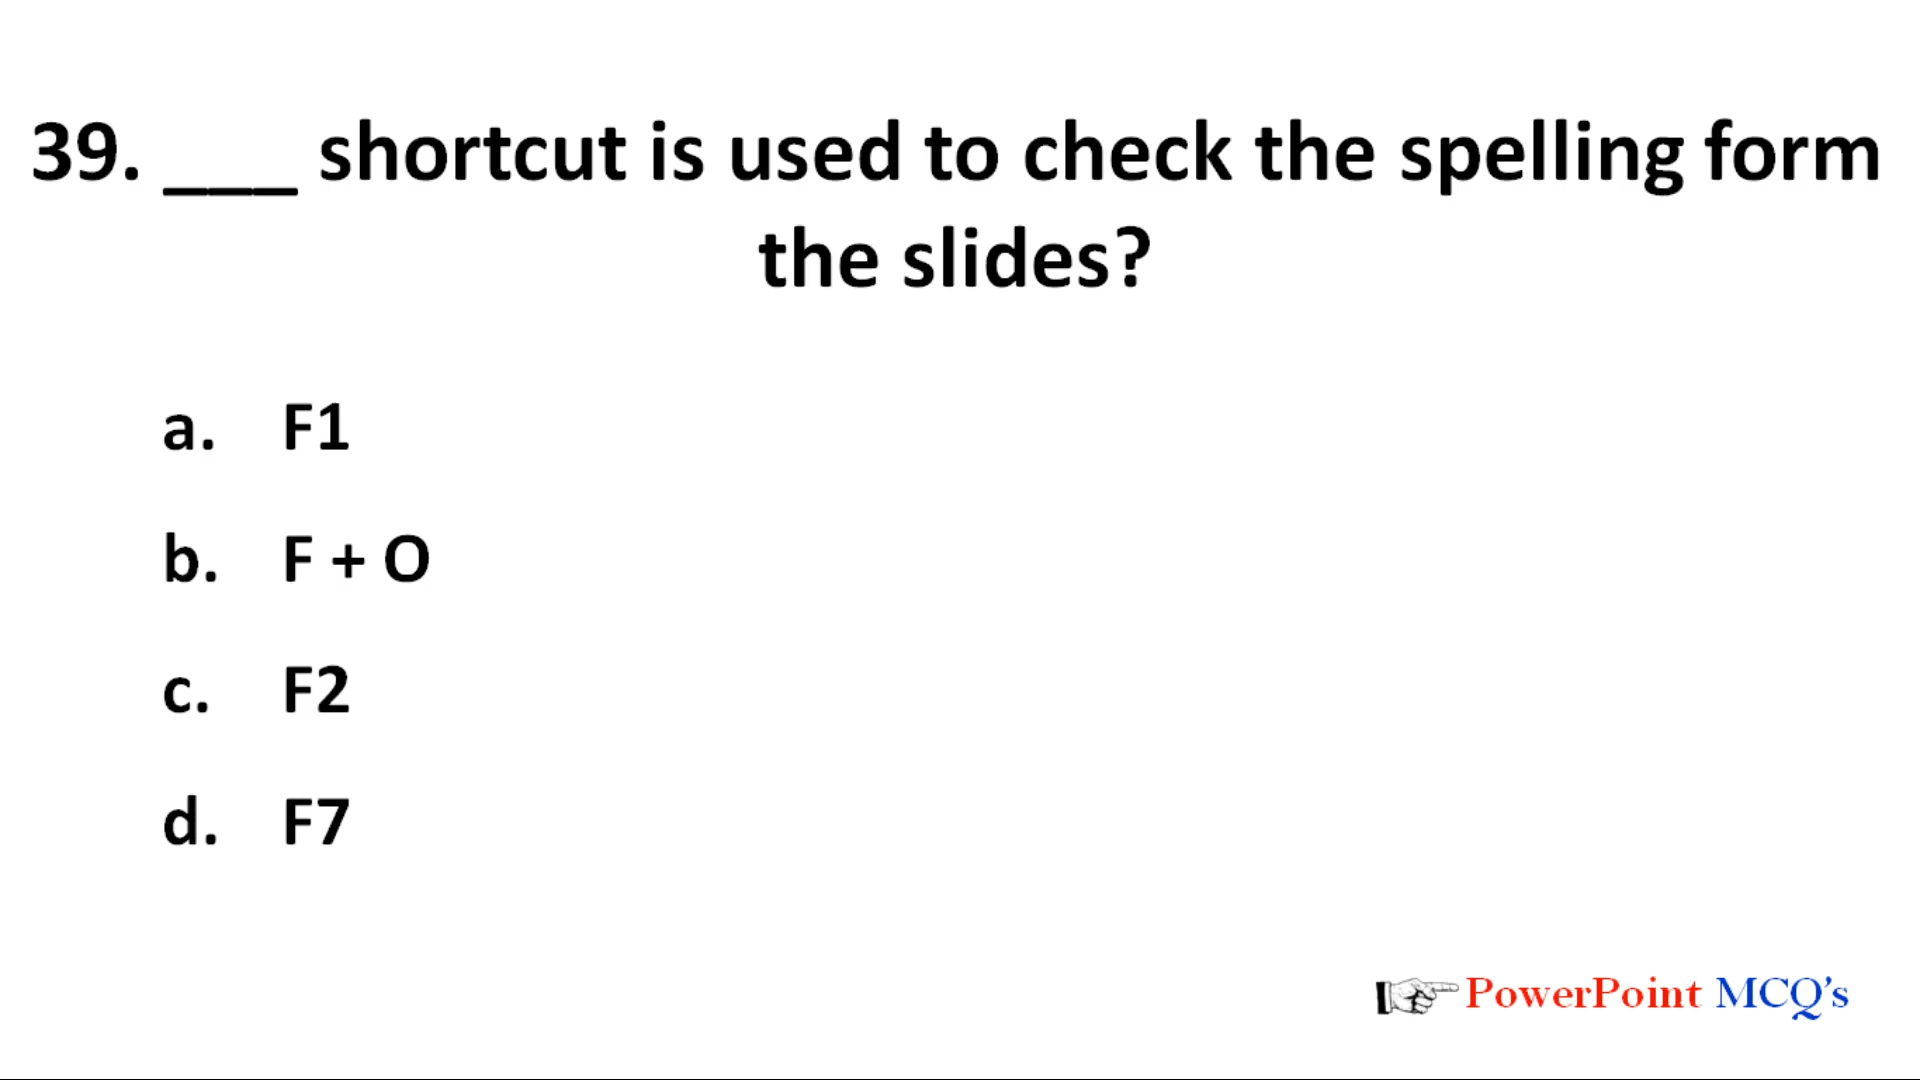 39. ___ shortcut is used to check the spelling form
the slides?
a. F1
b. F + O
c. F2
d. F7
PowerPoint MCQ's